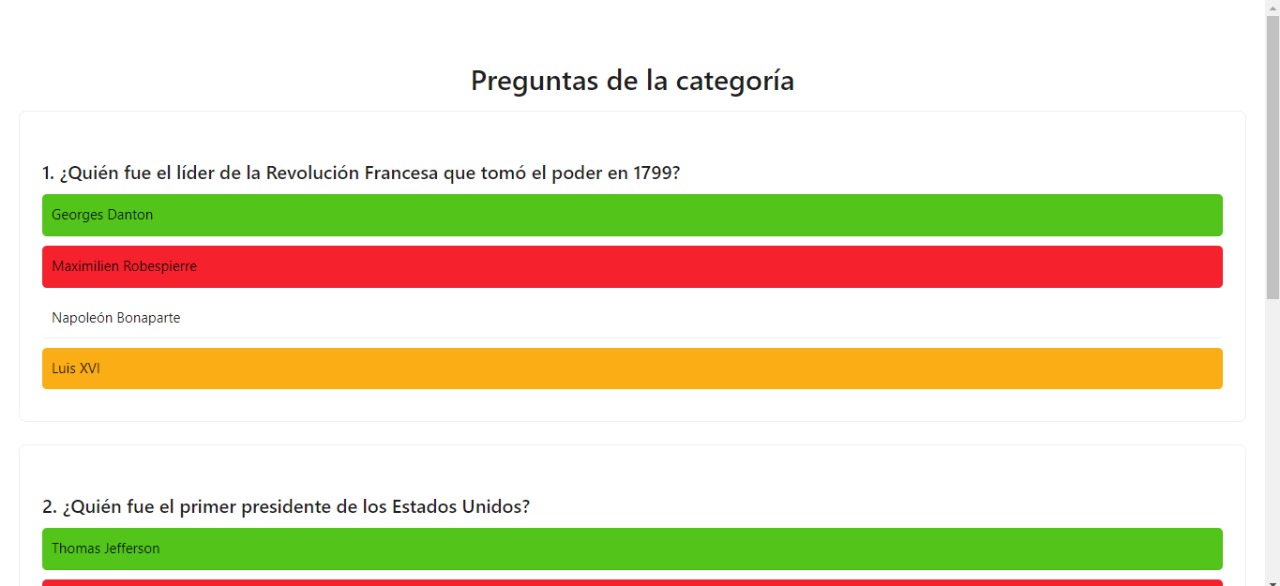 Preguntas de la categoría
1. ¿Quién fue el líder de la Revolución Francesa que tomó el poder en 1799?
Georges Danton
Maximilien Robespierre
Napoleón Bonaparte
Luis XVI
2. ¿Quién fue el primer presidente de los Estados Unidos?
Thomas Jefferson